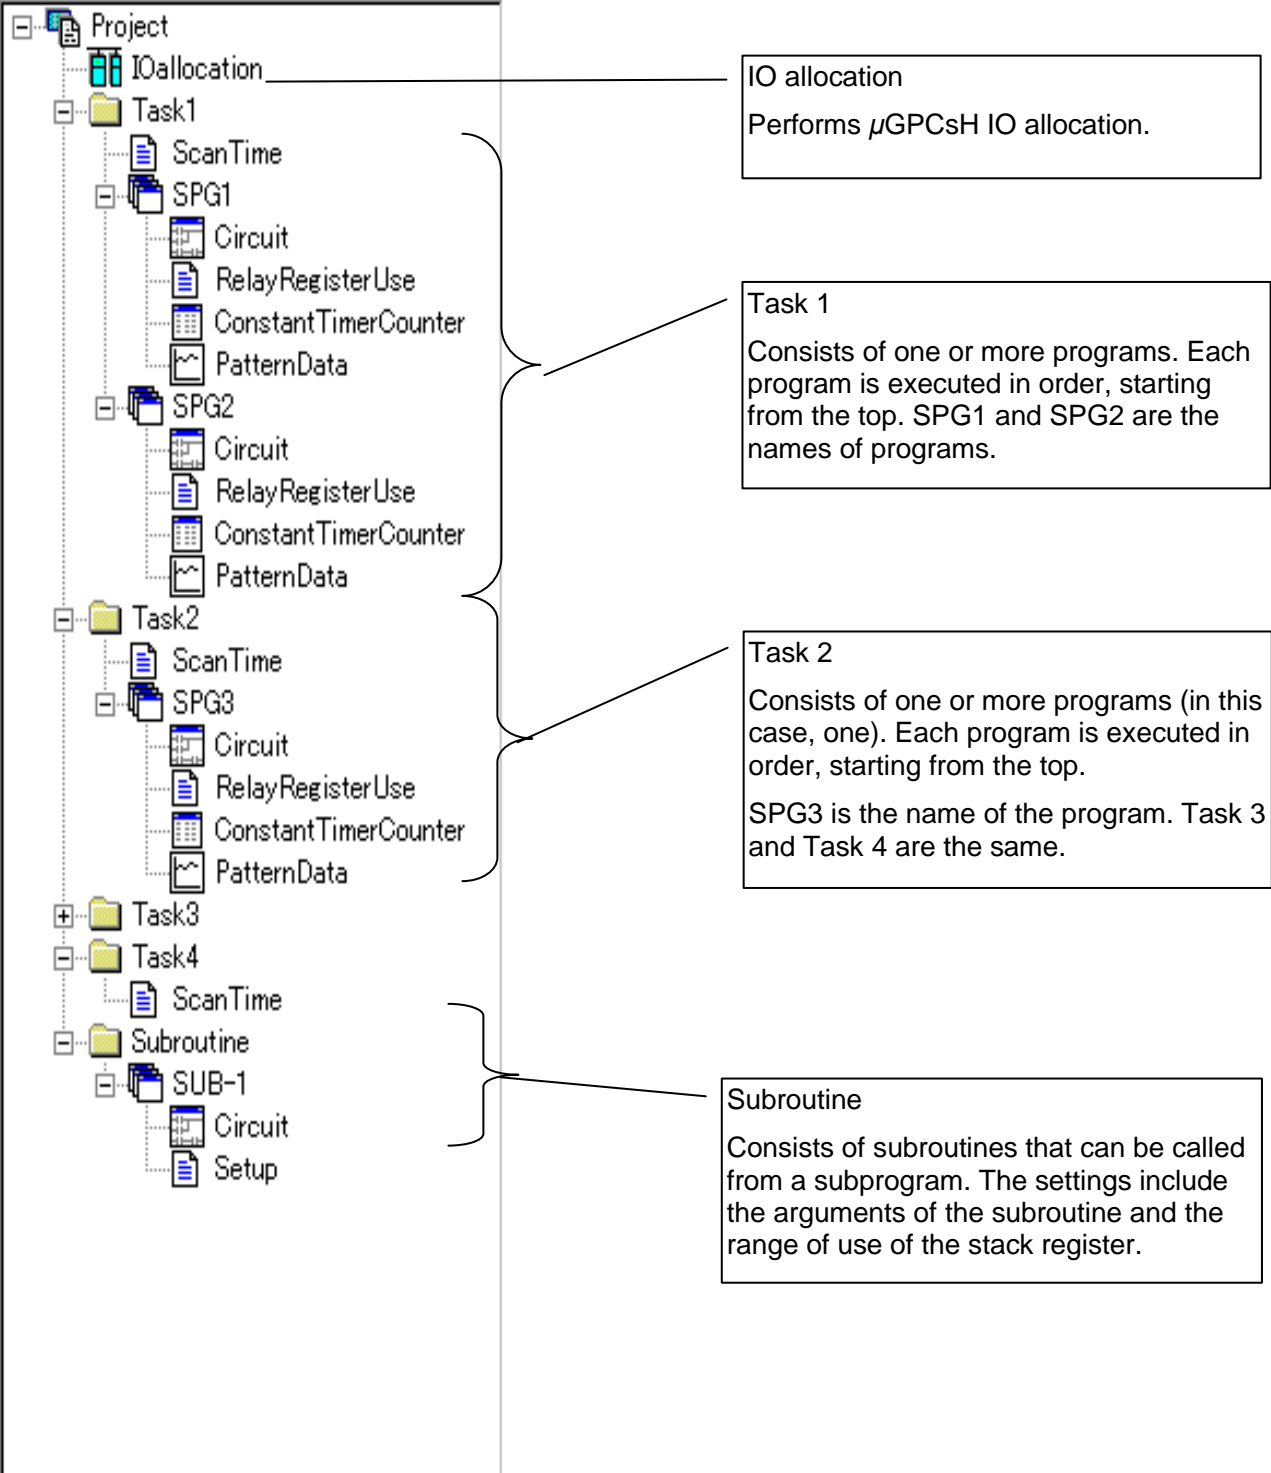 Project
IOallocation
Task1
ScanTime
SPG1
Circuit
RelayRegisterUse
ConstantTimerCounter
PatternData
SPG2
Circuit
RelayRegisterUse
ConstantTimerCounter
PatternData
Task2
ScanTime
SPG3
Circuit
RelayRegisterUse
ConstantTimerCounter
PatternData
Task3
Task4
ScanTime
Subroutine
SUB-1
Circuit
Setup
IO allocation
Performs µGPCsH IO allocation.
Task 1
Consists of one or more programs. Each
program is executed in order, starting
from the top. SPG1 and SPG2 are the
names of programs.
Task 2
Consists of one or more programs (in this
case, one). Each program is executed in
order, starting from the top.
SPG3 is the name of the program. Task 3
and Task 4 are the same.
Subroutine
Consists of subroutines that can be called
from a subprogram. The settings include
the arguments of the subroutine and the
range of use of the stack register.